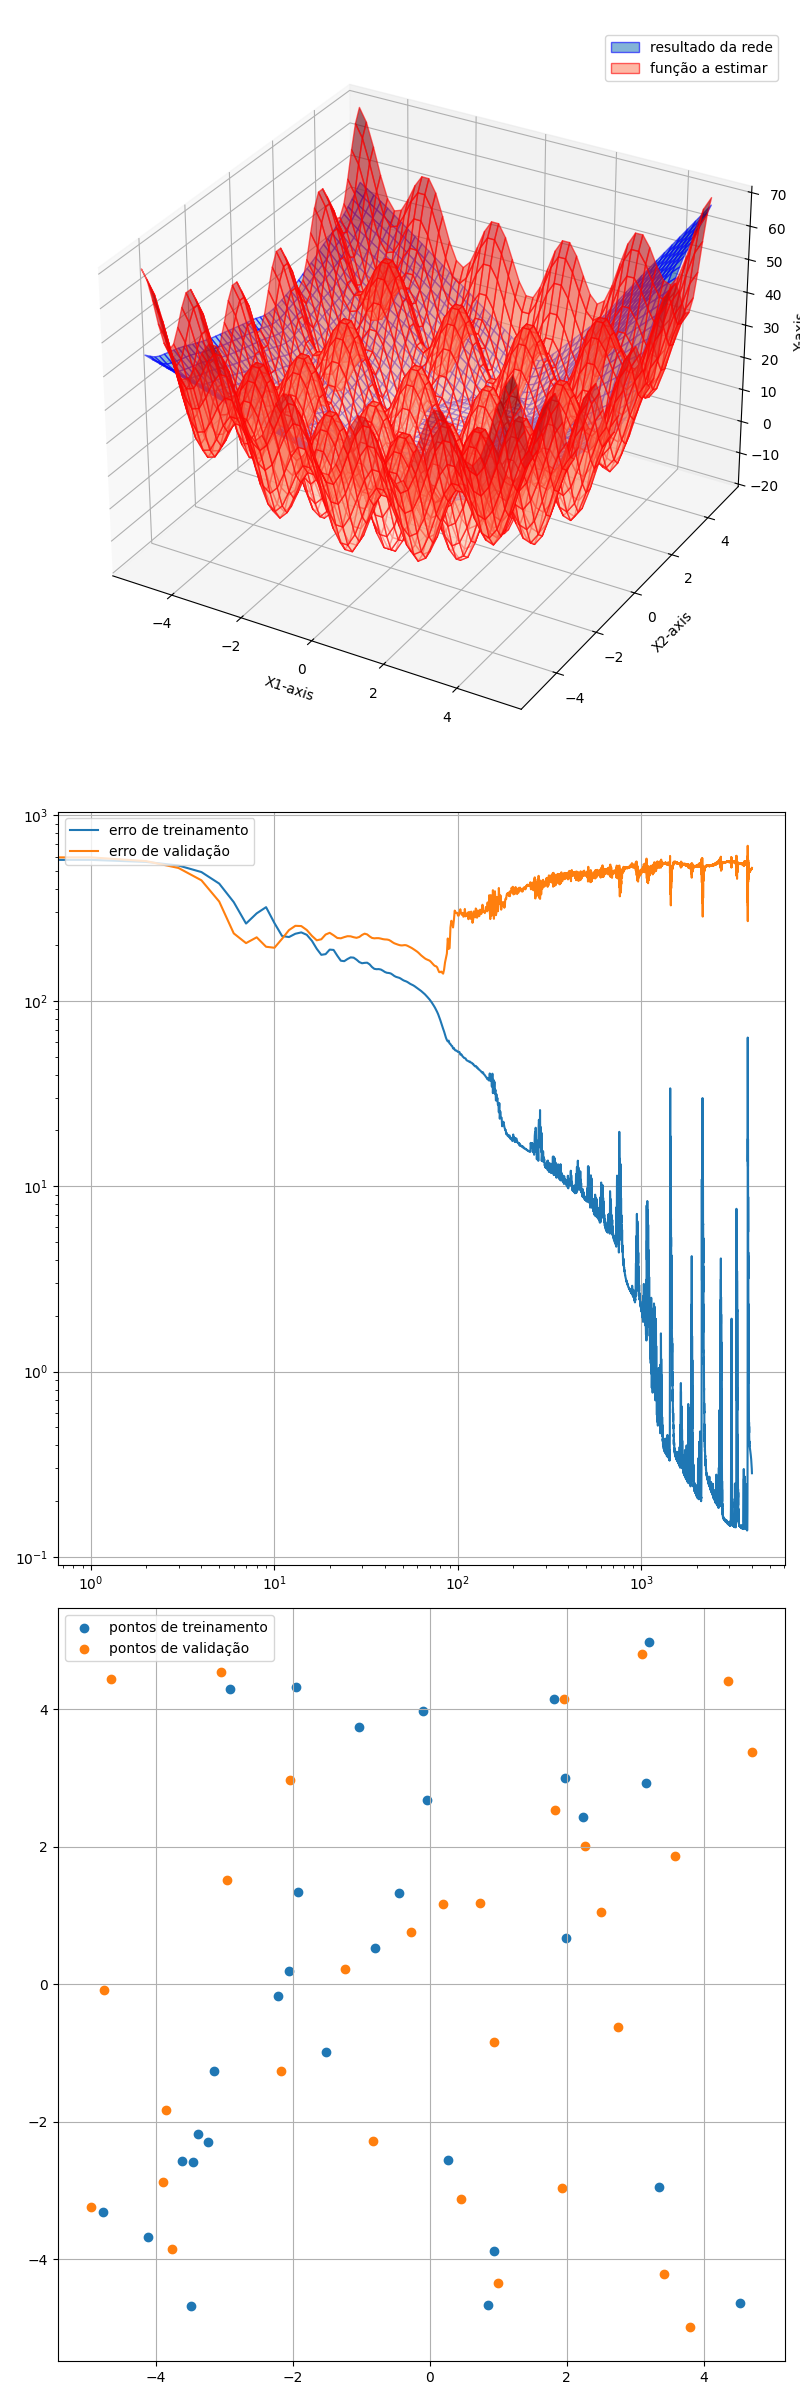 resultado da rede
função a estimar
70
60
50
40
30
20
10
0
−10
−20
Y-axis
−4
−2
0
2
4
X1-axis
−4
−2
0
2
4
X2-axis
erro de treinamento
erro de validação
10³
10²
10¹
10⁰
10⁻¹
10⁰ 10¹ 10² 10³
pontos de treinamento
pontos de validação
4
2
0
−2
−4
−4 −2 0 2 4